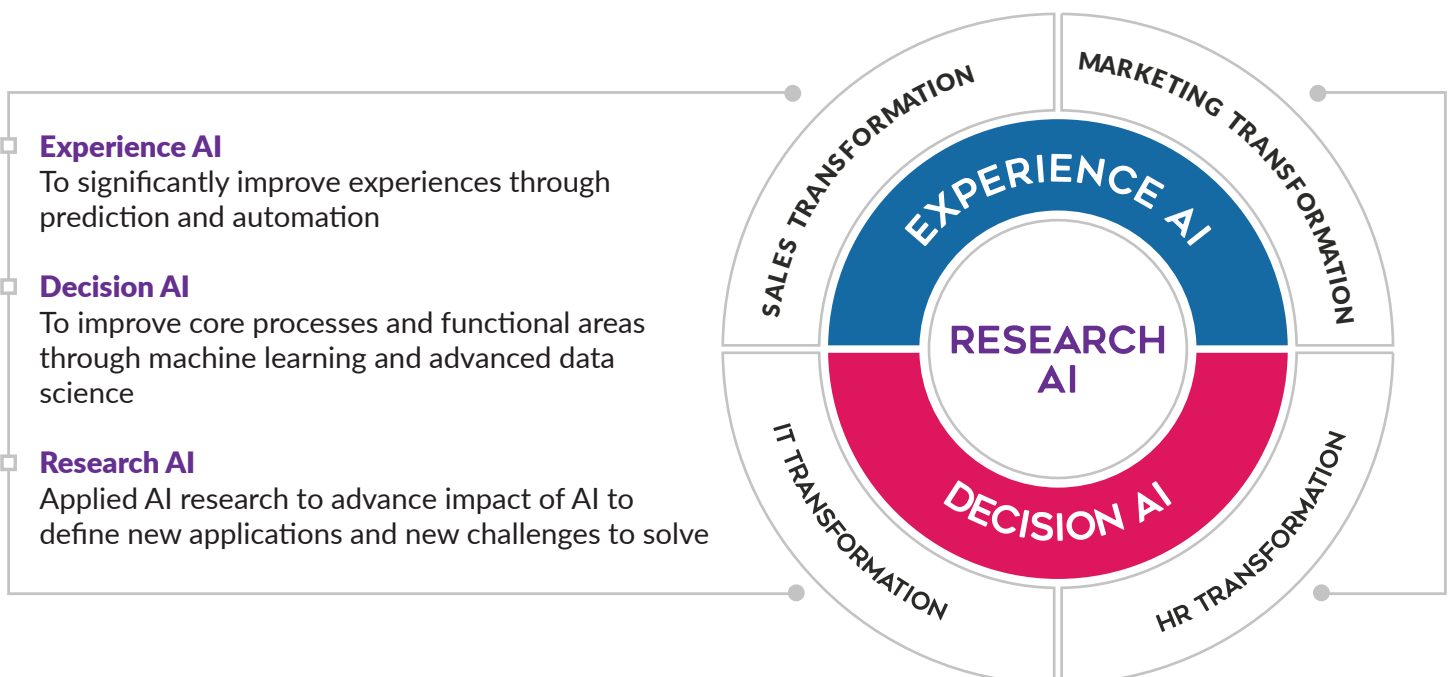 Experience AI
To significantly improve experiences through
prediction and automation
Decision AI
To improve core processes and functional areas
through machine learning and advanced data
science
Research AI
Applied AI research to advance impact of AI to
define new applications and new challenges to solve
SALES TRANSFORMATION
MARKETING TRANSFORMATION
EXPERIENCE AI
RESEARCH
AI
DECISION AI
IT TRANSFORMATION
HR TRANSFORMATION